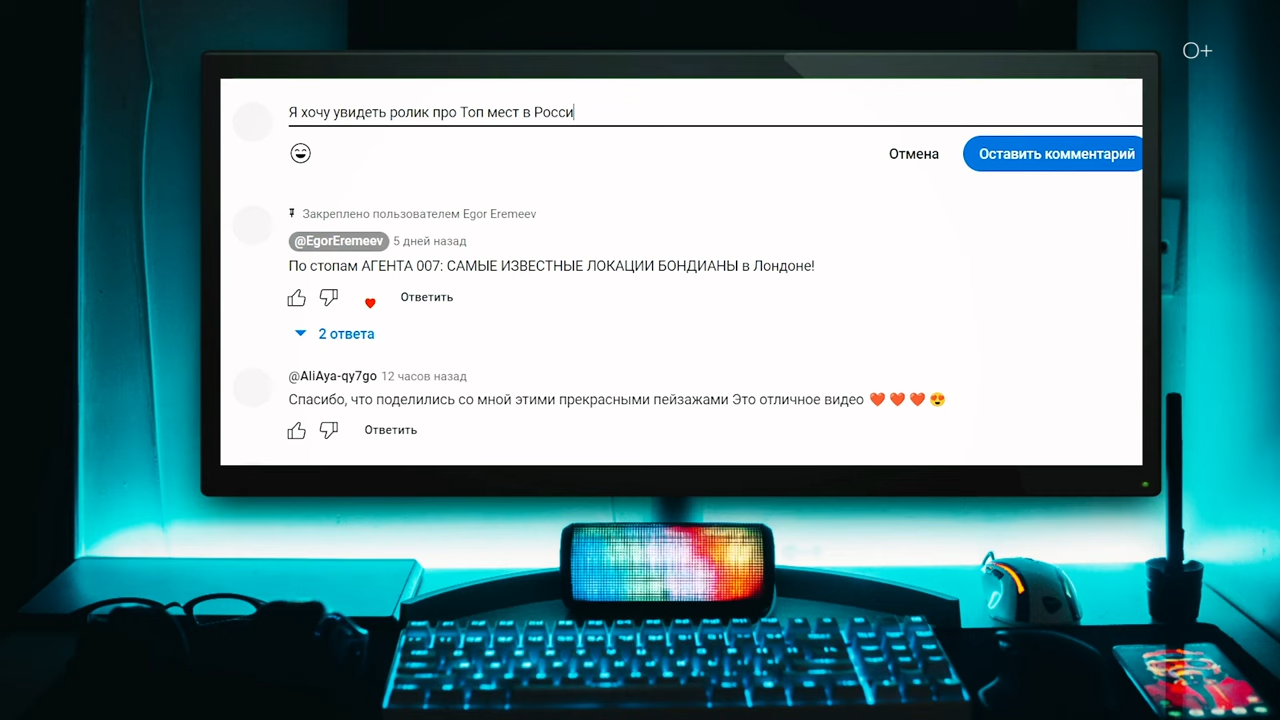 0+
Я хочу увидеть ролик про Топ мест в Росси
Отмена
Оставить комментарий
Закреплено пользователем Egor Eremeev
@EgorEremeev 5 дней назад
По стопам АГЕНТА 007: САМЫЕ ИЗВЕСТНЫЕ ЛОКАЦИИ БОНДИАНЫ в Лондоне!
Ответить
2 ответа
@AliAya-qy7go 12 часов назад
Спасибо, что поделились со мной этими прекрасными пейзажами Это отличное видео ❤️ ❤️ ❤️ 😍
Ответить